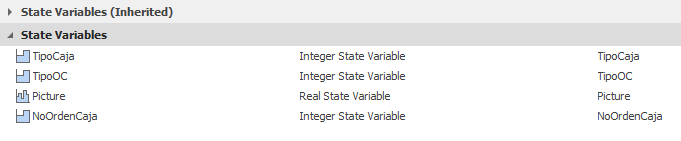 State Variables (Inherited)
State Variables
TipoCaja Integer State Variable TipoCaja
TipoOC Integer State Variable TipoOC
Picture Real State Variable Picture
NoOrdenCaja Integer State Variable NoOrdenCaja